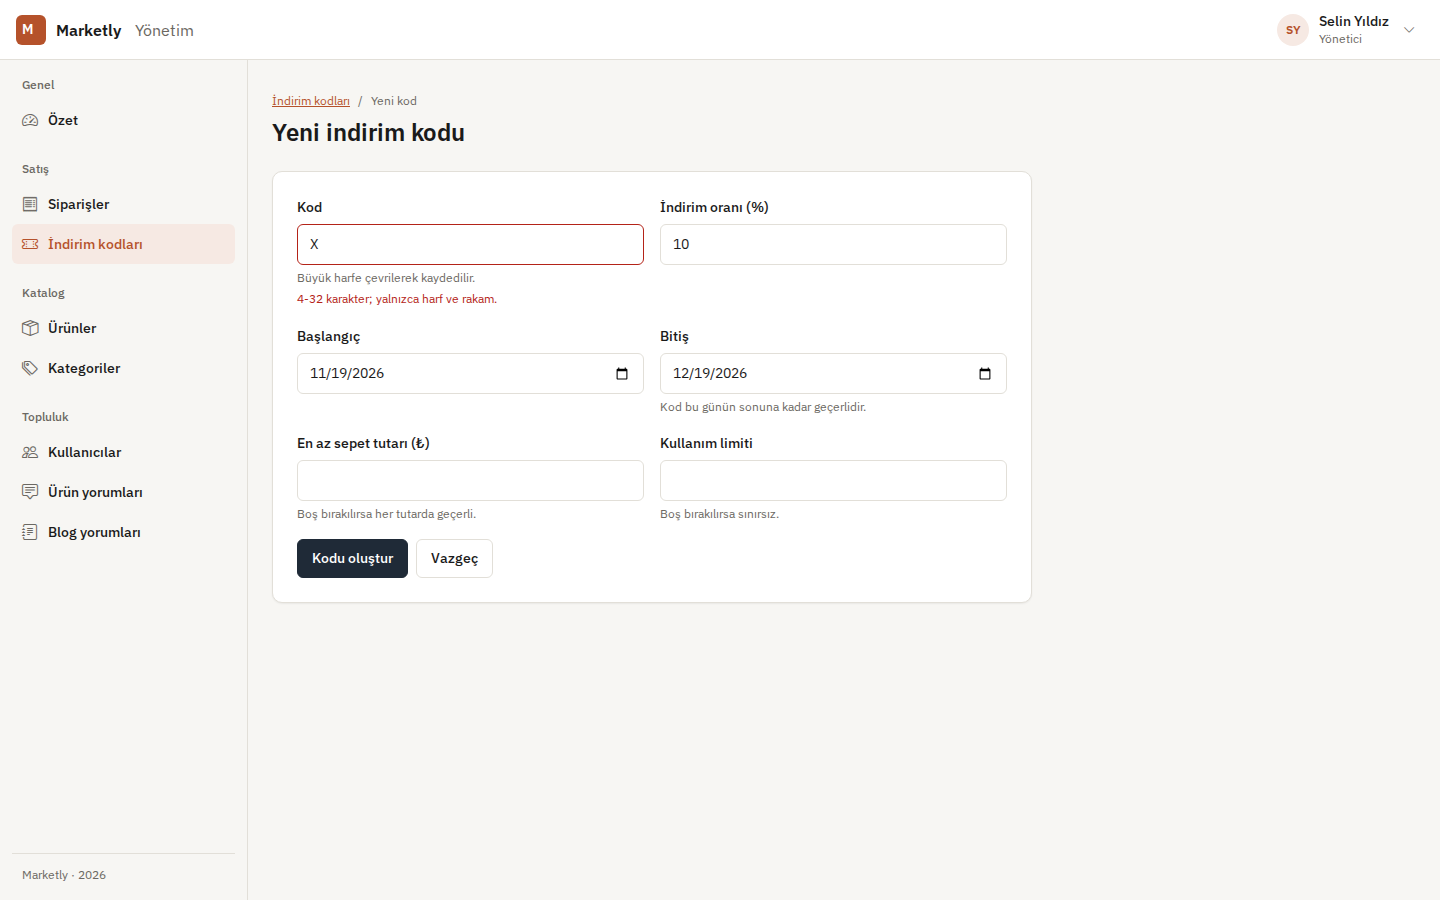 M Marketly Yönetim
SY Selin Yıldız
Yönetici
Genel
Özet
Satış
Siparişler
İndirim kodları
Katalog
Ürünler
Kategoriler
Topluluk
Kullanıcılar
Ürün yorumları
Blog yorumları
Marketly · 2026
İndirim kodları / Yeni kod
Yeni indirim kodu
Kod
X
Büyük harfe çevrilerek kaydedilir.
4-32 karakter; yalnızca harf ve rakam.
İndirim oranı (%)
10
Başlangıç
11/19/2026
Bitiş
12/19/2026
Kod bu günün sonuna kadar geçerlidir.
En az sepet tutarı (₺)
Boş bırakılırsa her tutarda geçerli.
Kullanım limiti
Boş bırakılırsa sınırsız.
Kodu oluştur
Vazgeç